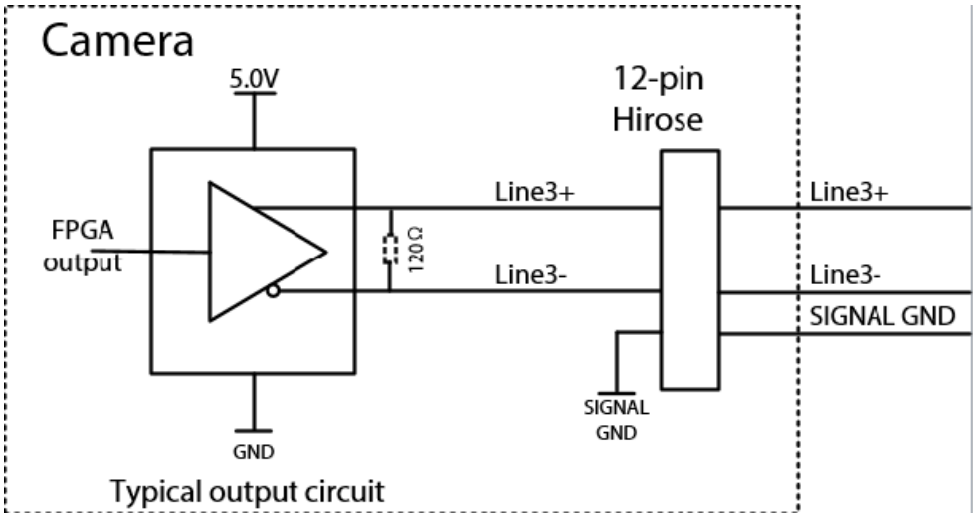 Camera
5.0V
12-pin
Hirose
Line3+
Line3+
FPGA
output
120 Ω
Line3-
Line3-
SIGNAL GND
SIGNAL
GND
GND
Typical output circuit